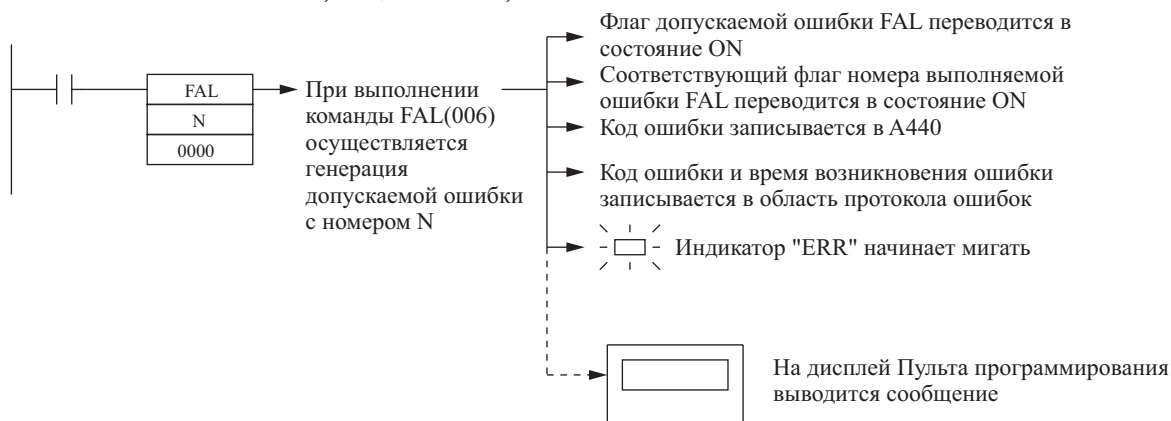 Флаг допускаемой ошибки FAL переводится в
состояние ON
FAL
N
0000
При выполнении
команды FAL(006)
осуществляется
генерация
допускаемой ошибки
с номером N
Соответствующий флаг номера выполняемой
ошибки FAL переводится в состояние ON
Код ошибки записывается в A440
Код ошибки и время возникновения ошибки
записывается в область протокола ошибок
Индикатор "ERR" начинает мигать
На дисплей Пульта программирования
выводится сообщение